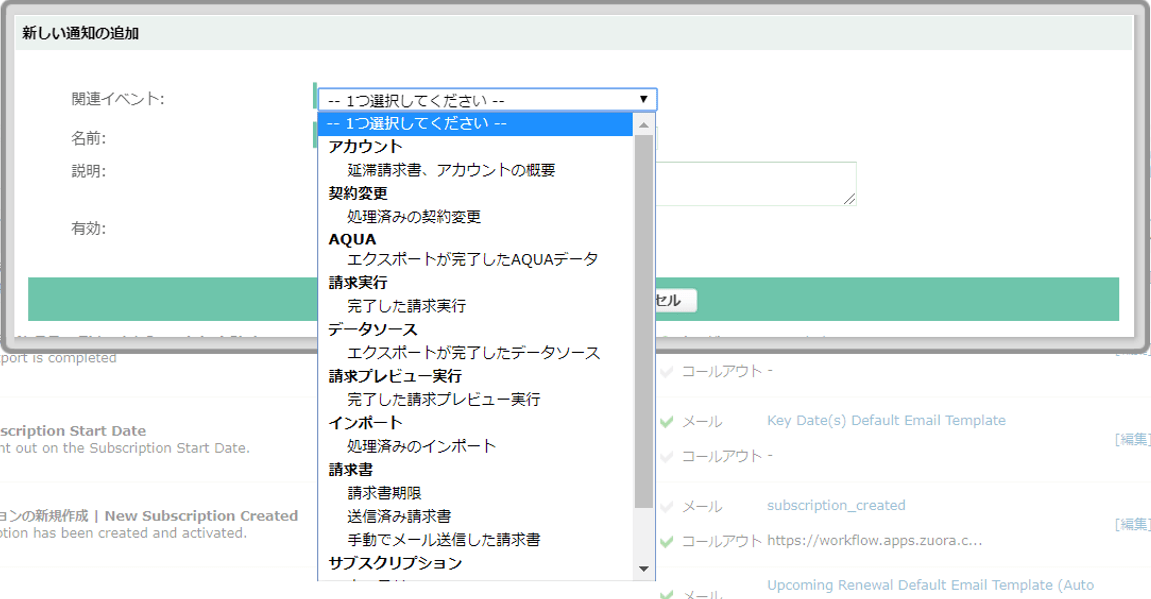 新しい通知の追加
関連イベント:
-- 1つ選択してください --
-- 1つ選択してください --
名前:
アカウント
説明:
延滞請求書、アカウントの概要
契約変更
処理済みの契約変更
有効:
AQUA
エクスポートが完了したAQUAデータ
請求実行
完了した請求実行
セル
データソース
エクスポートが完了したデータソース
port is completed
請求プレビュー実行
コールアウト -
完了した請求プレビュー実行
インポート
メール Key Date(s) Default Email Template
scription Start Date
[編集]
処理済みのインポート
nt out on the Subscription Start Date.
コールアウト -
請求書
請求書期限
メール subscription_created
ョンの新規作成 | New Subscription Created
送信済み請求書
[編集]
ption has been created and activated.
手動でメール送信した請求書
コールアウト https://workflow.apps.zuora.c...
サブスクリプション
メール Upcoming Renewal Default Email Template (Auto